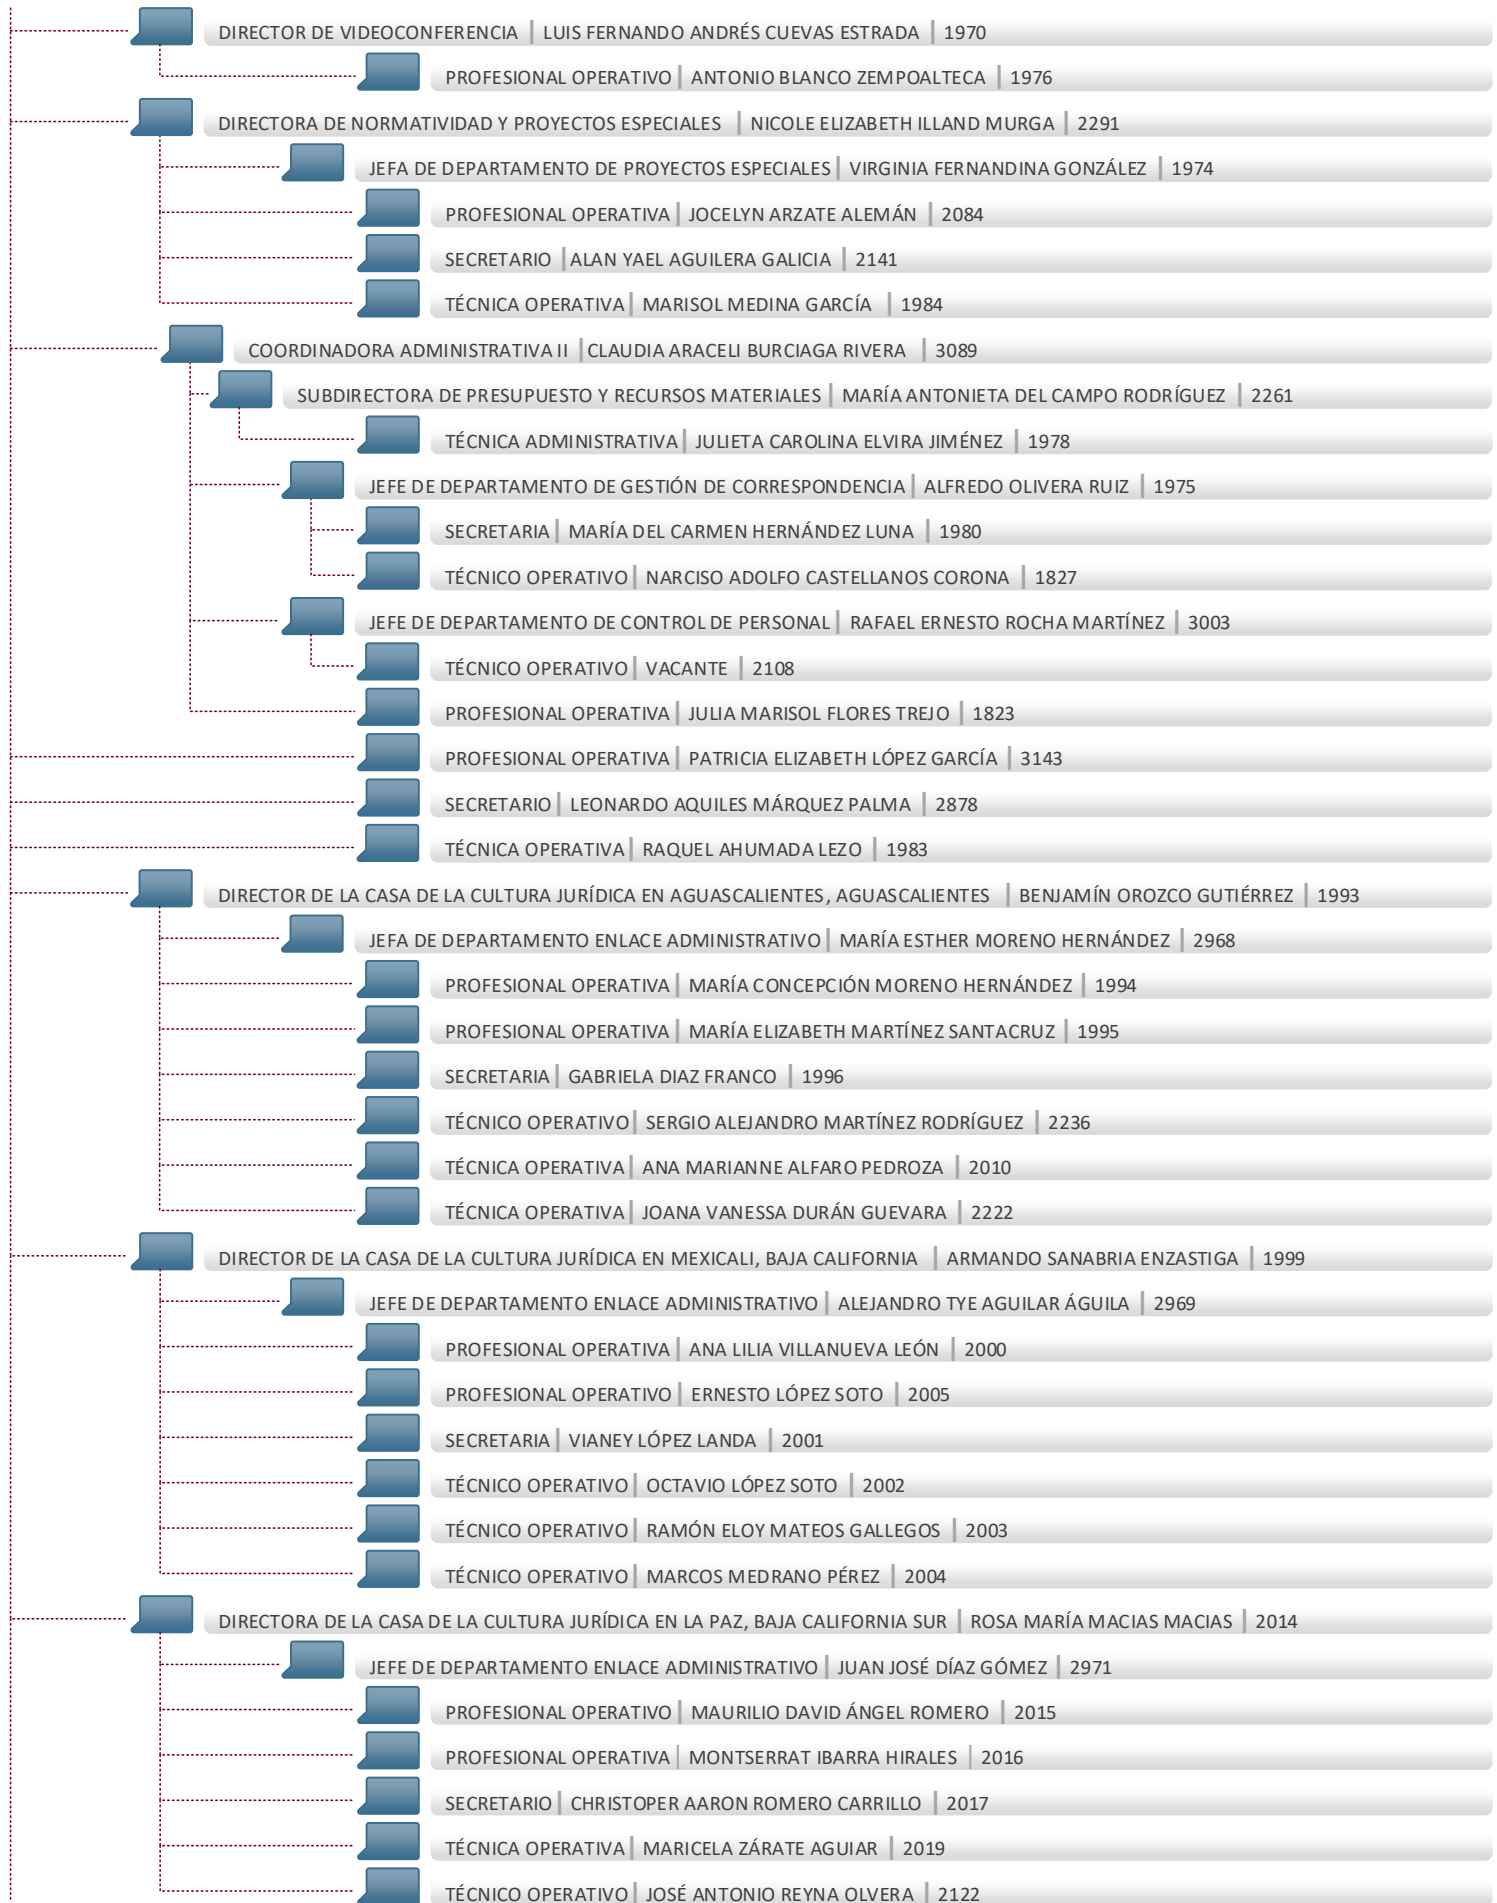 DIRECTOR DE VIDEOCONFERENCIA | LUIS FERNANDO ANDRÉS CUEVAS ESTRADA | 1970
PROFESIONAL OPERATIVO | ANTONIO BLANCO ZEMPOALTECA | 1976
DIRECTORA DE NORMATIVIDAD Y PROYECTOS ESPECIALES | NICOLE ELIZABETH ILLAND MURGA | 2291
JEFA DE DEPARTAMENTO DE PROYECTOS ESPECIALES | VIRGINIA FERNANDINA GONZÁLEZ | 1974
PROFESIONAL OPERATIVA | JOCELYN ARZATE ALEMÁN | 2084
SECRETARIO | ALAN YAEL AGUILERA GALICIA | 2141
TÉCNICA OPERATIVA | MARISOL MEDINA GARCÍA | 1984
COORDINADORA ADMINISTRATIVA II | CLAUDIA ARACELI BURCIAGA RIVERA | 3089
SUBDIRECTORA DE PRESUPUESTO Y RECURSOS MATERIALES | MARÍA ANTONIETA DEL CAMPO RODRÍGUEZ | 2261
TÉCNICA ADMINISTRATIVA | JULIETA CAROLINA ELVIRA JIMÉNEZ | 1978
JEFE DE DEPARTAMENTO DE GESTIÓN DE CORRESPONDENCIA | ALFREDO OLIVERA RUIZ | 1975
SECRETARIA | MARÍA DEL CARMEN HERNÁNDEZ LUNA | 1980
TÉCNICO OPERATIVO | NARCISO ADOLFO CASTELLANOS CORONA | 1827
JEFE DE DEPARTAMENTO DE CONTROL DE PERSONAL | RAFAEL ERNESTO ROCHA MARTÍNEZ | 3003
TÉCNICO OPERATIVO | VACANTE | 2108
PROFESIONAL OPERATIVA | JULIA MARISOL FLORES TREJO | 1823
PROFESIONAL OPERATIVA | PATRICIA ELIZABETH LÓPEZ GARCÍA | 3143
SECRETARIO | LEONARDO AQUILES MÁRQUEZ PALMA | 2878
TÉCNICA OPERATIVA | RAQUEL AHUMADA LEZO | 1983
DIRECTOR DE LA CASA DE LA CULTURA JURÍDICA EN AGUASCALIENTES, AGUASCALIENTES | BENJAMÍN OROZCO GUTIÉRREZ | 1993
JEFA DE DEPARTAMENTO ENLACE ADMINISTRATIVO | MARÍA ESTHER MORENO HERNÁNDEZ | 2968
PROFESIONAL OPERATIVA | MARÍA CONCEPCIÓN MORENO HERNÁNDEZ | 1994
PROFESIONAL OPERATIVA | MARÍA ELIZABETH MARTÍNEZ SANTACRUZ | 1995
SECRETARIA | GABRIELA DIAZ FRANCO | 1996
TÉCNICO OPERATIVO | SERGIO ALEJANDRO MARTÍNEZ RODRÍGUEZ | 2236
TÉCNICA OPERATIVA | ANA MARIANNE ALFARO PEDROZA | 2010
TÉCNICA OPERATIVA | JOANA VANESSA DURÁN GUEVARA | 2222
DIRECTOR DE LA CASA DE LA CULTURA JURÍDICA EN MEXICALI, BAJA CALIFORNIA | ARMANDO SANABRIA ENZASTIGA | 1999
JEFE DE DEPARTAMENTO ENLACE ADMINISTRATIVO | ALEJANDRO TYE AGUILAR ÁGUILA | 2969
PROFESIONAL OPERATIVA | ANA LILIA VILLANUEVA LEÓN | 2000
PROFESIONAL OPERATIVO | ERNESTO LÓPEZ SOTO | 2005
SECRETARIA | VIANEY LÓPEZ LANDA | 2001
TÉCNICO OPERATIVO | OCTAVIO LÓPEZ SOTO | 2002
TÉCNICO OPERATIVO | RAMÓN ELOY MATEOS GALLEGOS | 2003
TÉCNICO OPERATIVO | MARCOS MEDRANO PÉREZ | 2004
DIRECTORA DE LA CASA DE LA CULTURA JURÍDICA EN LA PAZ, BAJA CALIFORNIA SUR | ROSA MARÍA MACIAS MACIAS | 2014
JEFE DE DEPARTAMENTO ENLACE ADMINISTRATIVO | JUAN JOSÉ DÍAZ GÓMEZ | 2971
PROFESIONAL OPERATIVO | MAURILIO DAVID ÁNGEL ROMERO | 2015
PROFESIONAL OPERATIVA | MONTSERRAT IBARRA HIRALES | 2016
SECRETARIO | CHRISTOPER AARON ROMERO CARRILLO | 2017
TÉCNICA OPERATIVA | MARICELA ZÁRATE AGUIAR | 2019
TÉCNICO OPERATIVO | JOSÉ ANTONIO REYNA OLVERA | 2122